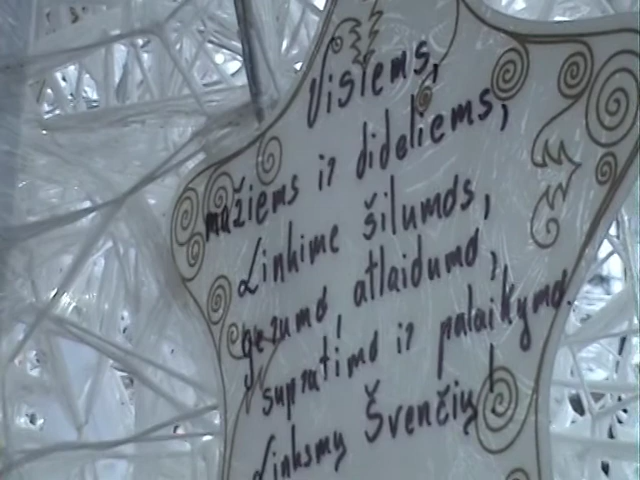 Visiems,
mažiems ir dideliems,
Linkime šilumos,
gerumo, atlaidumo,
supratimo ir palaikymo
Linksmų Švenčių!